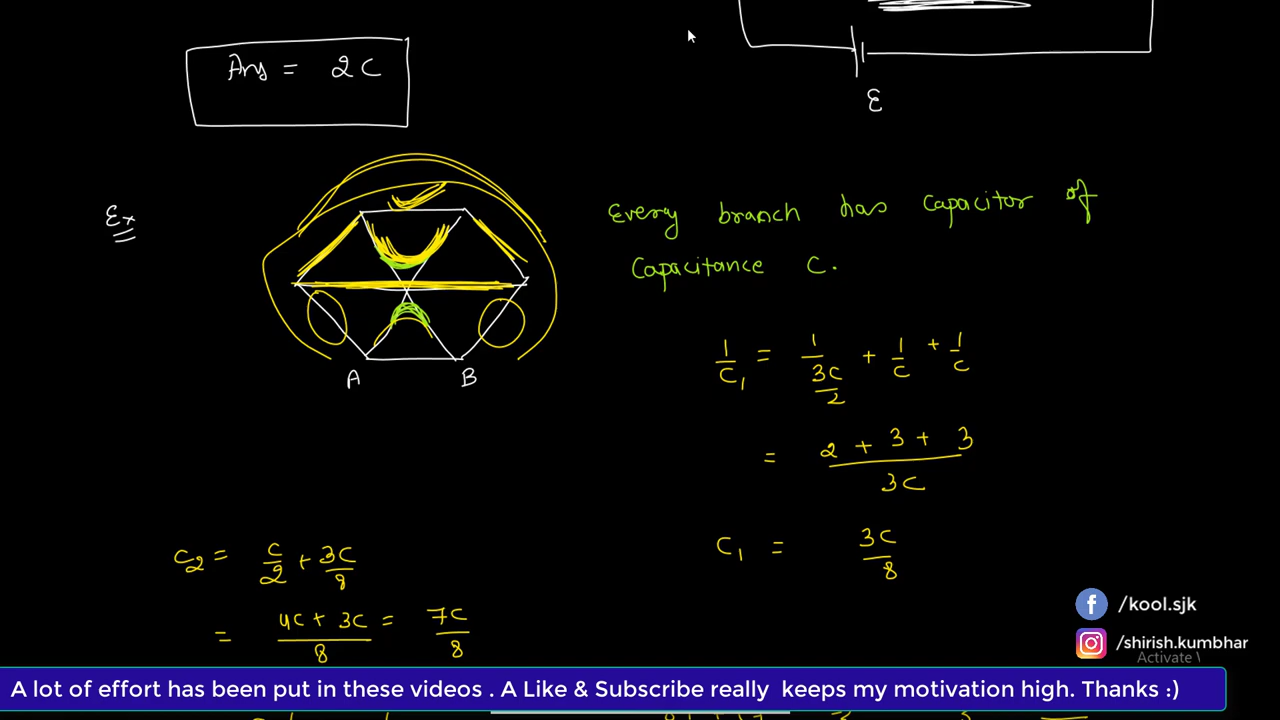 Ans = 2C
ε
Ex
Every branch has capacitor of
Capacitance C.
A B
1/C₁ = 1/(3C/2) + 1/C + 1/C
= (2 + 3 + 3)/3C
C₁ = 3C/8
C₂ = C/2 + 3C/8
= (4C + 3C)/8 = 7C/8
/kool.sjk
/shirish.kumbhar
Activate
A lot of effort has been put in these videos . A Like & Subscribe really keeps my motivation high. Thanks :)